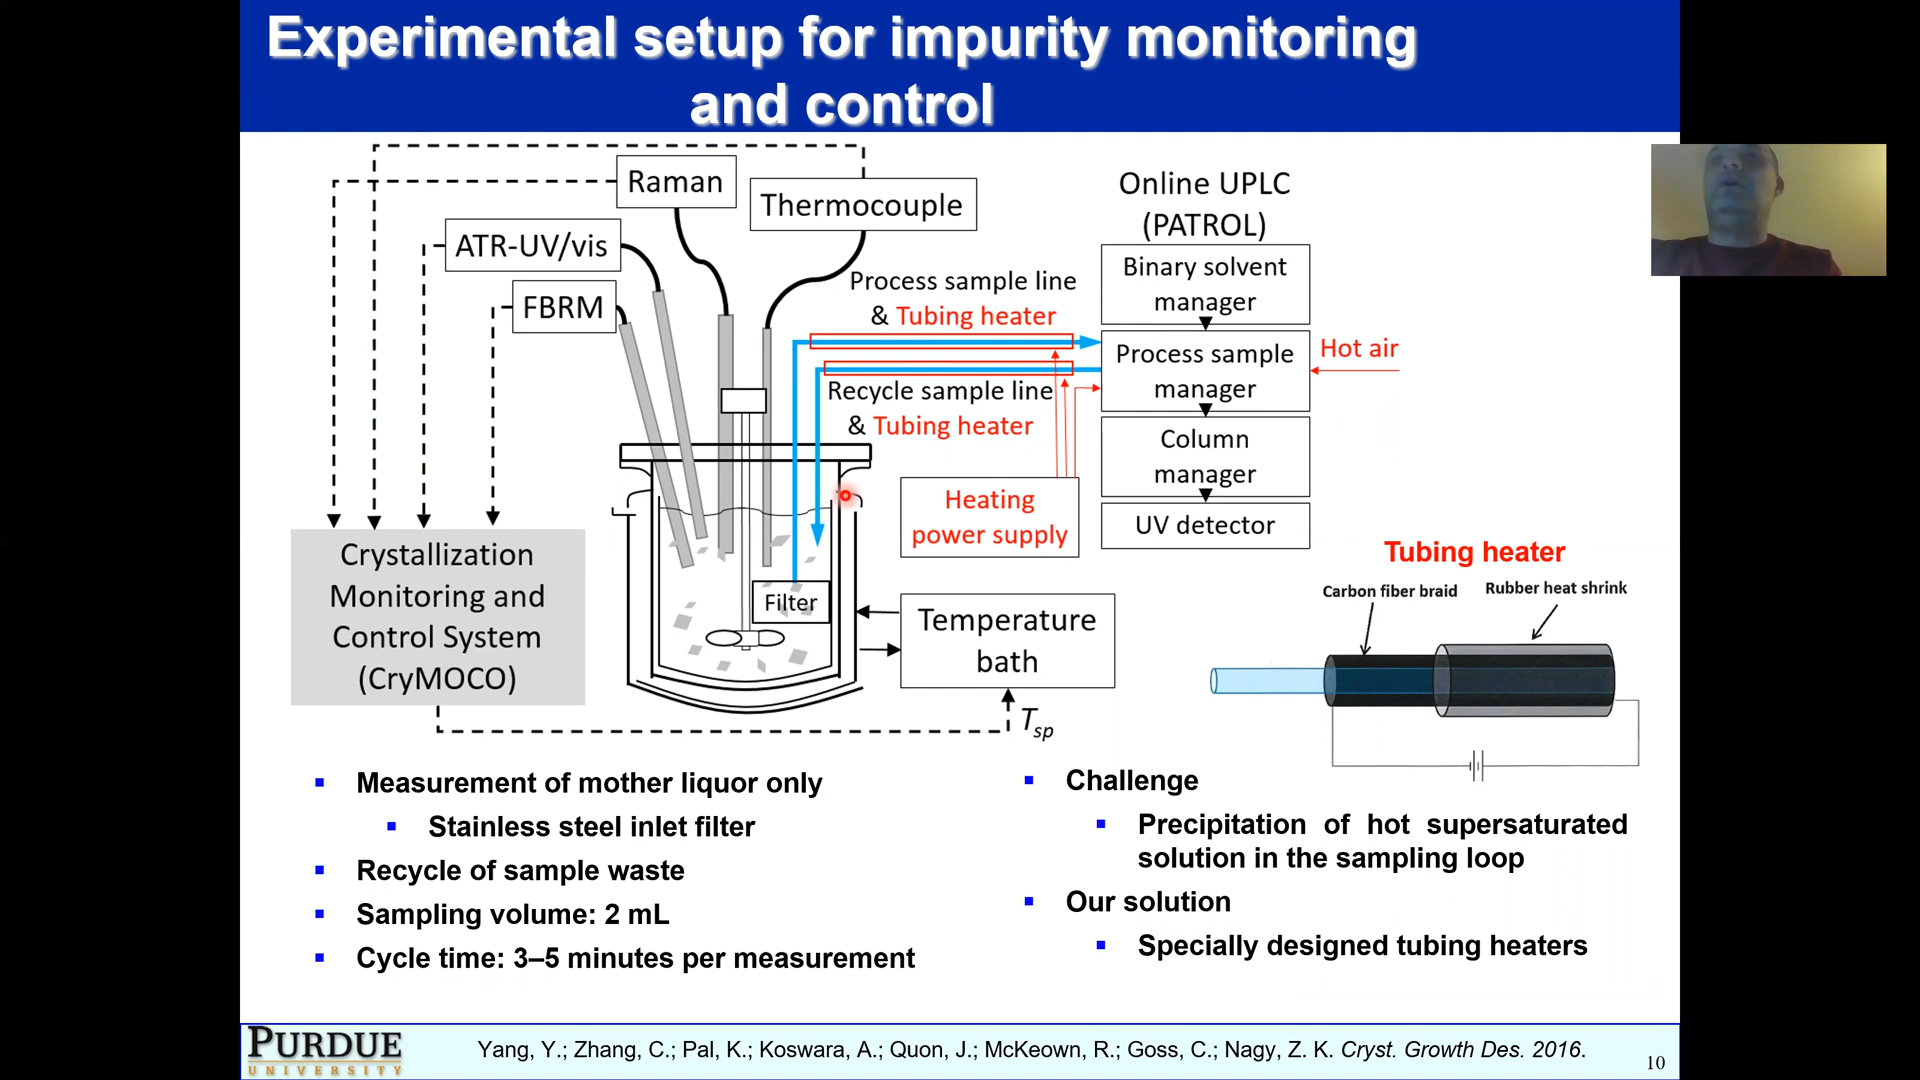 Experimental setup for impurity monitoring
and control
Raman
Thermocouple
ATR-UV/vis
FBRM
Online UPLC
(PATROL)
Binary solvent
manager
Process sample line
& Tubing heater
Process sample
manager
Hot air
Recycle sample line
& Tubing heater
Column
manager
Heating
power supply
UV detector
Crystallization
Monitoring and
Control System
(CryMOCO)
Filter
Temperature
bath
Tsp
Tubing heater
Carbon fiber braid
Rubber heat shrink
▪ Measurement of mother liquor only
▪ Stainless steel inlet filter
▪ Recycle of sample waste
▪ Sampling volume: 2 mL
▪ Cycle time: 3–5 minutes per measurement
▪ Challenge
▪ Precipitation of hot supersaturated
solution in the sampling loop
▪ Our solution
▪ Specially designed tubing heaters
PURDUE
UNIVERSITY
Yang, Y.; Zhang, C.; Pal, K.; Koswara, A.; Quon, J.; McKeown, R.; Goss, C.; Nagy, Z. K. Cryst. Growth Des. 2016.
10